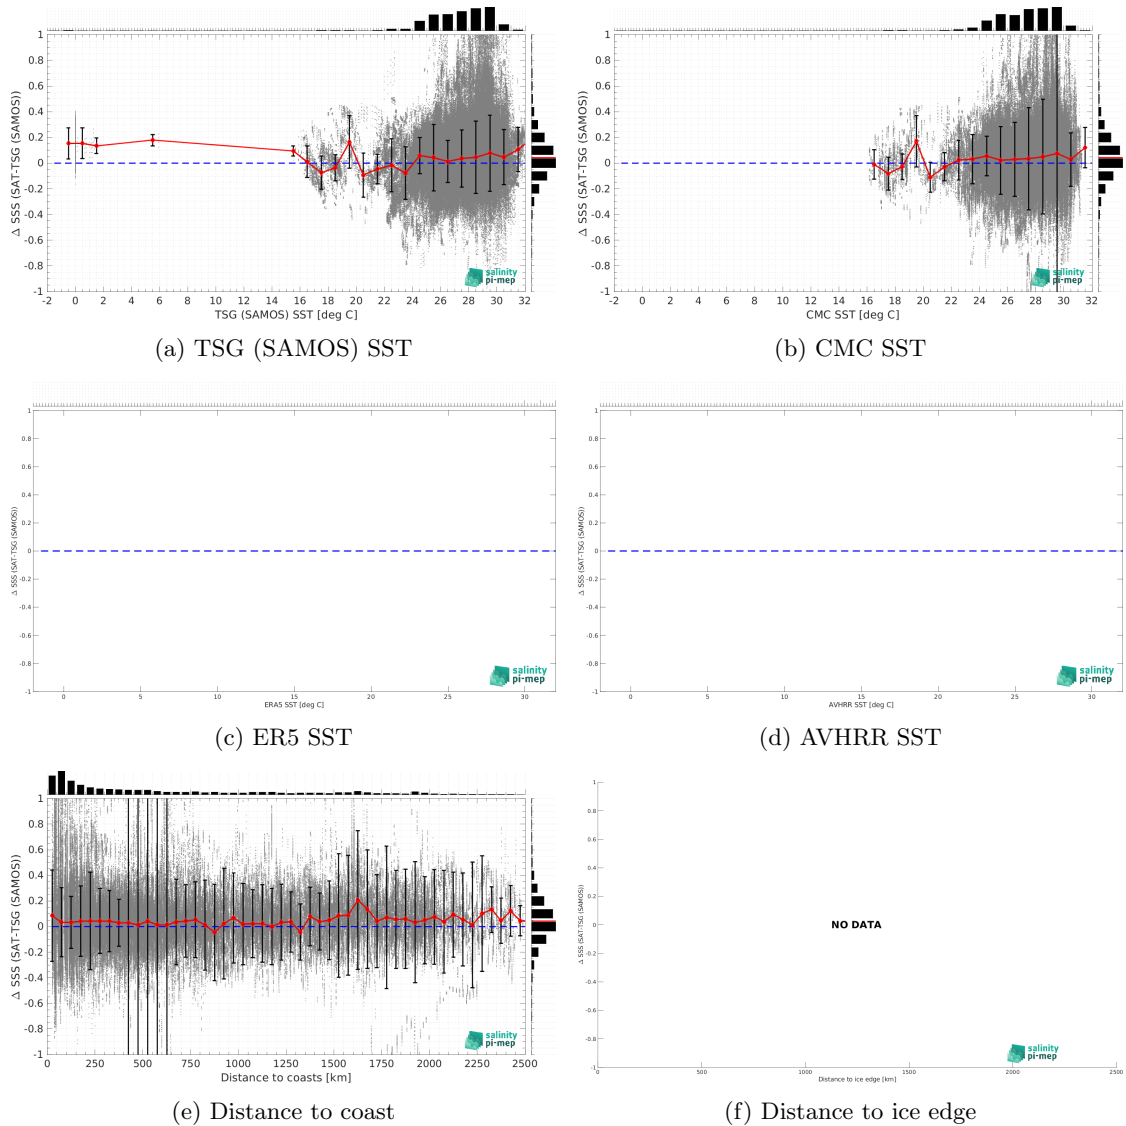 1
0.8
0.6
0.4
0.2
0
-0.2
-0.4
-0.6
-0.8
-1
Δ SSS (SAT-TSG (SAMOS))
salinity
pi-mep
-2 0 2 4 6 8 10 12 14 16 18 20 22 24 26 28 30 32
TSG (SAMOS) SST [deg C]
(a) TSG (SAMOS) SST
1
0.8
0.6
0.4
0.2
0
-0.2
-0.4
-0.6
-0.8
-1
Δ SSS (SAT-TSG (SAMOS))
salinity
pi-mep
-2 0 2 4 6 8 10 12 14 16 18 20 22 24 26 28 30 32
CMC SST [deg C]
(b) CMC SST
1
0.8
0.6
0.4
0.2
0
-0.2
-0.4
-0.6
-0.8
-1
Δ SSS (SAT-TSG (SAMOS))
salinity
pi-mep
0 5 10 15 20 25 30
ERA5 SST [deg C]
(c) ER5 SST
1
0.8
0.6
0.4
0.2
0
-0.2
-0.4
-0.6
-0.8
-1
Δ SSS (SAT-TSG (SAMOS))
salinity
pi-mep
0 5 10 15 20 25 30
AVHRR SST [deg C]
(d) AVHRR SST
1
0.8
0.6
0.4
0.2
0
-0.2
-0.4
-0.6
-0.8
-1
Δ SSS (SAT-TSG (SAMOS))
salinity
pi-mep
0 250 500 750 1000 1250 1500 1750 2000 2250 2500
Distance to coasts [km]
(e) Distance to coast
1
0.8
0.6
0.4
0.2
0
-0.2
-0.4
-0.6
-0.8
-1
Δ SSS (SAT-TSG (SAMOS))
NO DATA
salinity
pi-mep
0 500 1000 1500 2000 2500
Distance to ice edge [km]
(f) Distance to ice edge